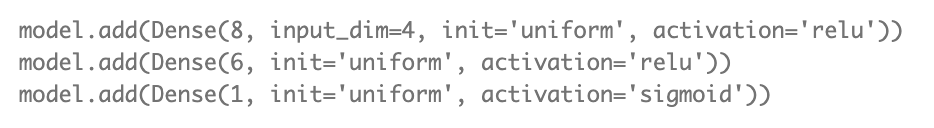 model.add(Dense(8, input_dim=4, init='uniform', activation='relu'))
model.add(Dense(6, init='uniform', activation='relu'))
model.add(Dense(1, init='uniform', activation='sigmoid'))